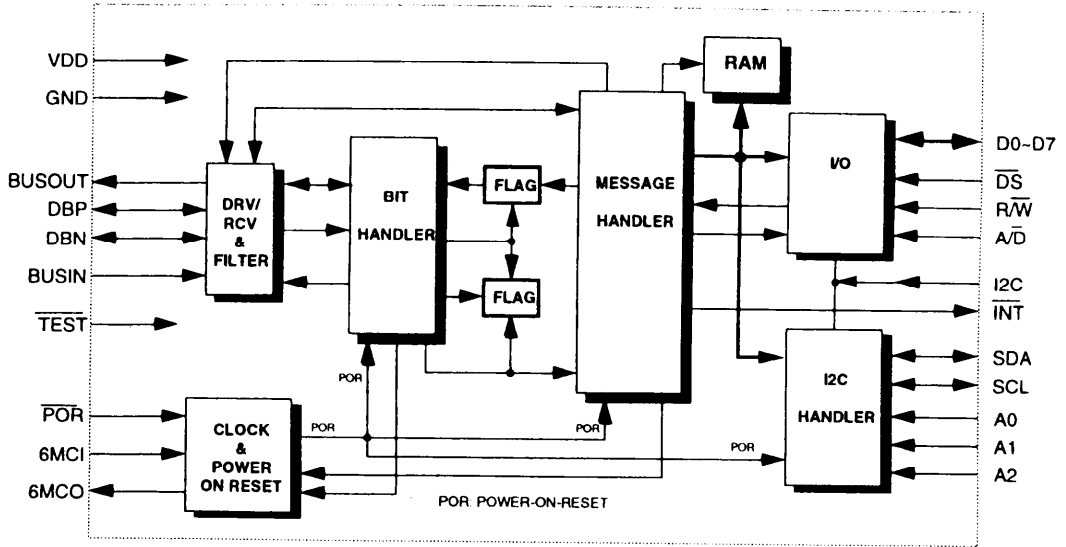 VDD
GND
BUSOUT
DBP
DBN
BUSIN
TEST
POR
6MCI
6MCO
DRV/
RCV
&
FILTER
BIT
HANDLER
FLAG
FLAG
MESSAGE
HANDLER
RAM
I/O
I2C
HANDLER
CLOCK
&
POWER
ON RESET
POR
POR
POR
POR
POR: POWER-ON-RESET
D0~D7
DS
R/W
A/D
I2C
INT
SDA
SCL
A0
A1
A2